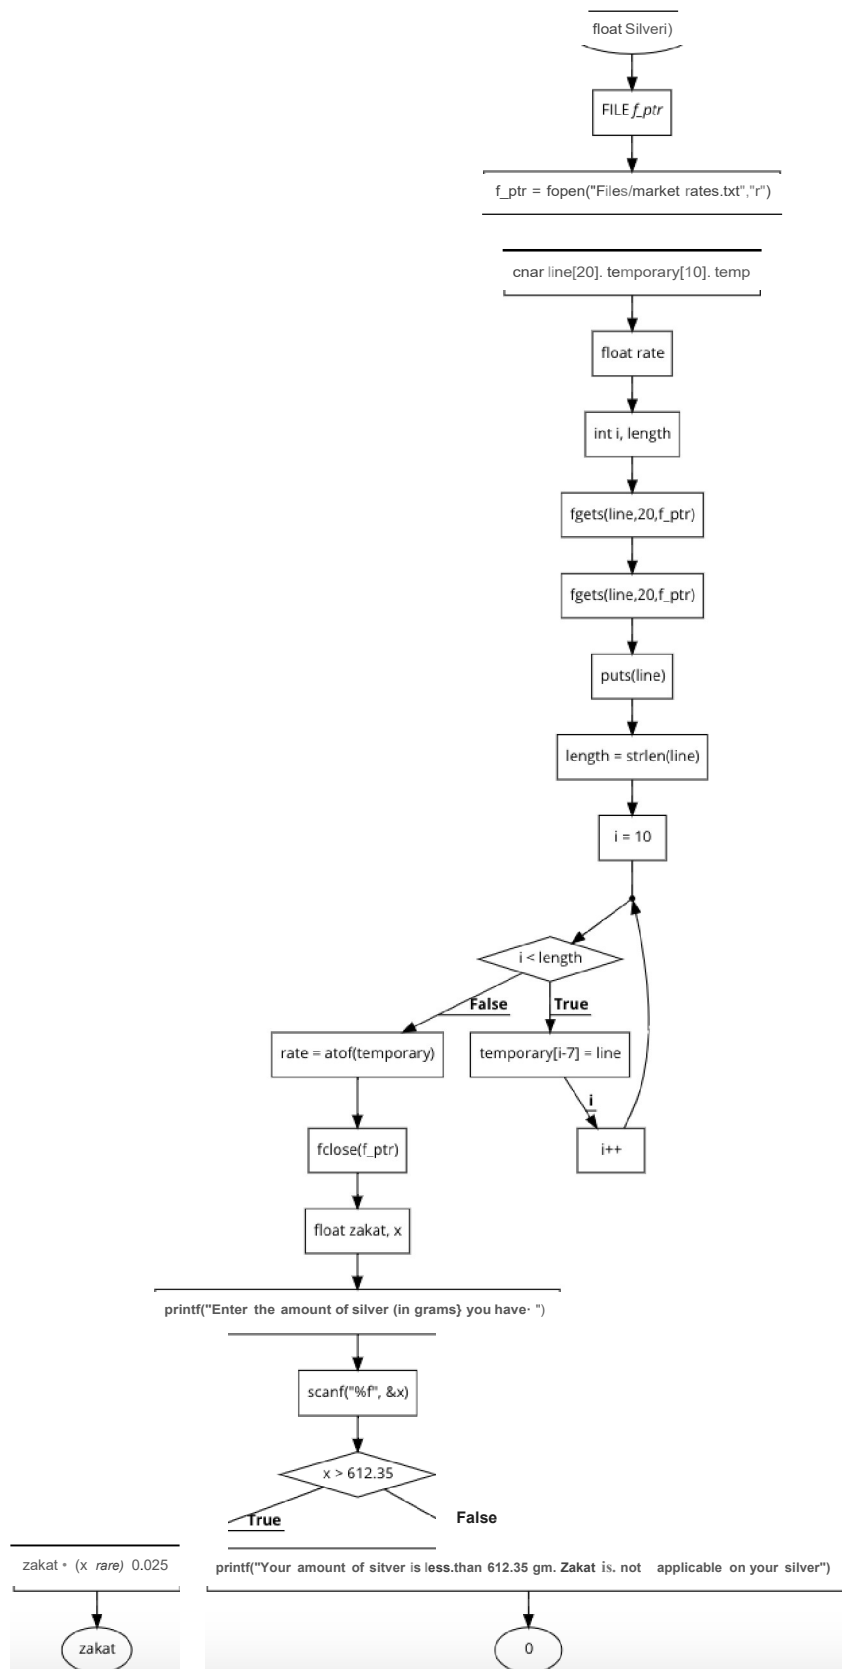 float Silveri)
FILE f_ptr
f_ptr = fopen("Files/market rates.txt","r")
cnar line[20]. temporary[10]. temp
float rate
int i, length
fgets(line,20,f_ptr)
fgets(line,20,f_ptr)
puts(line)
length = strlen(line)
i = 10
i < length
False
True
rate = atof(temporary)
temporary[i-7] = line
i
fclose(f_ptr)
i++
float zakat, x
printf("Enter the amount of silver (in grams} you have· ")
scanf("%f", &x)
x > 612.35
True
False
zakat • (x rare) 0.025
printf("Your amount of sitver is less.than 612.35 gm. Zakat is. not applicable on your silver")
zakat
0